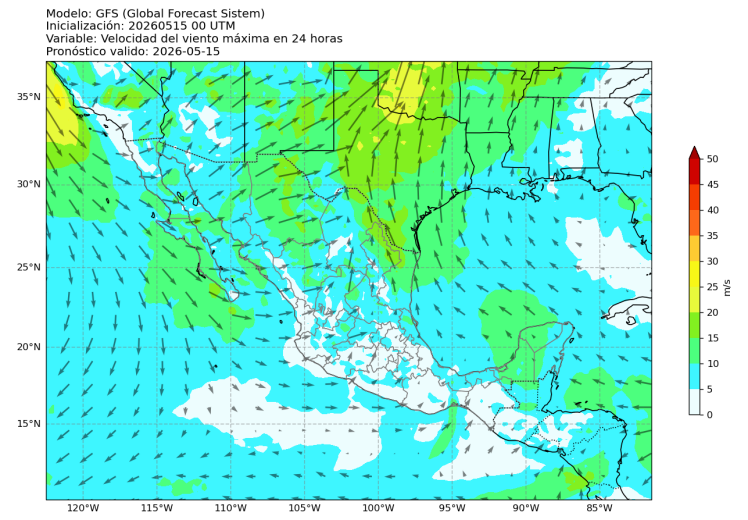 Modelo: GFS (Global Forecast Sistem)
Inicialización: 20260515 00 UTM
Variable: Velocidad del viento máxima en 24 horas
Pronóstico valido: 2026-05-15
35°N
30°N
25°N
20°N
15°N
120°W 115°W 110°W 105°W 100°W 95°W 90°W 85°W
50
45
40
35
30
25
20
15
10
5
0
m/s